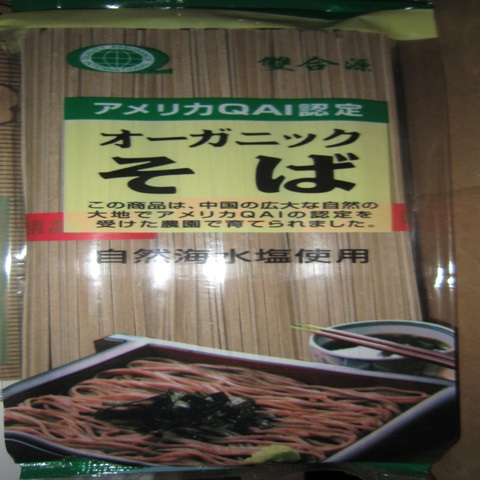 雙合源
アメリカQAI認定
オーガニック
そば
この商品は、中国の広大な自然の
大地でアメリカQAIの認定を
受けた農園で育てられました。
自然海水塩使用